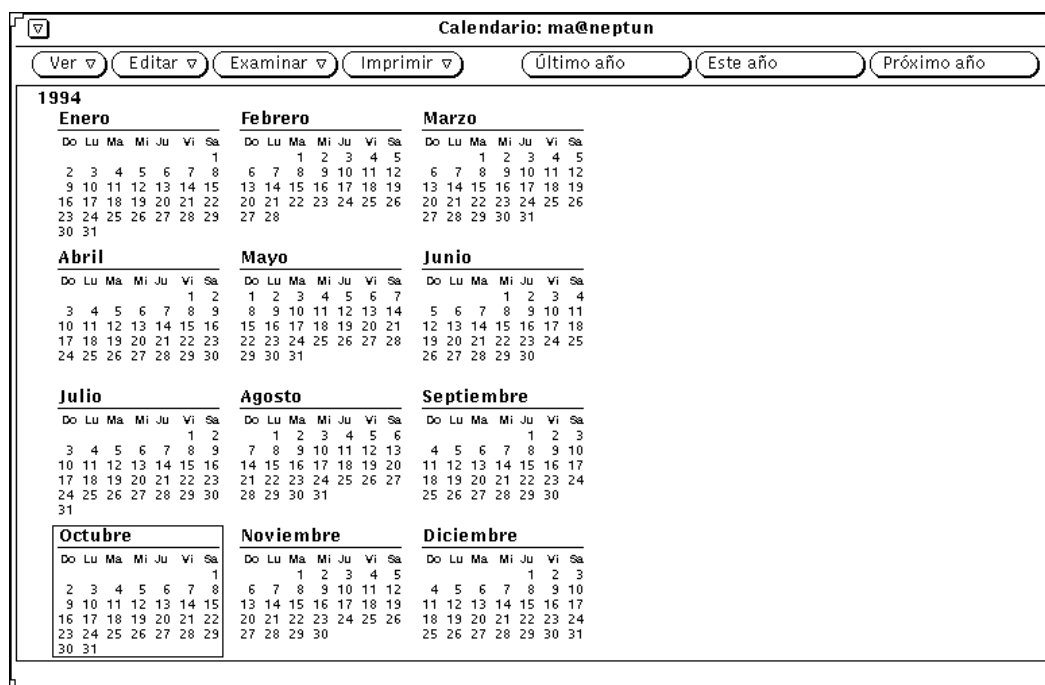 Calendario: ma@neptun
Ver Editar Examinar Imprimir Último año Este año Próximo año
1994
Enero Febrero Marzo
Do Lu Ma Mi Ju Vi Sa Do Lu Ma Mi Ju Vi Sa Do Lu Ma Mi Ju Vi Sa
1 1 2 3 4 5 1 2 3 4 5
2 3 4 5 6 7 8 6 7 8 9 10 11 12 6 7 8 9 10 11 12
9 10 11 12 13 14 15 13 14 15 16 17 18 19 13 14 15 16 17 18 19
16 17 18 19 20 21 22 20 21 22 23 24 25 26 20 21 22 23 24 25 26
23 24 25 26 27 28 29 27 28 27 28 29 30 31
30 31
Abril Mayo Junio
Do Lu Ma Mi Ju Vi Sa Do Lu Ma Mi Ju Vi Sa Do Lu Ma Mi Ju Vi Sa
1 2 1 2 3 4 5 6 7 1 2 3 4
3 4 5 6 7 8 9 8 9 10 11 12 13 14 5 6 7 8 9 10 11
10 11 12 13 14 15 16 15 16 17 18 19 20 21 12 13 14 15 16 17 18
17 18 19 20 21 22 23 22 23 24 25 26 27 28 19 20 21 22 23 24 25
24 25 26 27 28 29 30 29 30 31 26 27 28 29 30
Julio Agosto Septiembre
Do Lu Ma Mi Ju Vi Sa Do Lu Ma Mi Ju Vi Sa Do Lu Ma Mi Ju Vi Sa
1 2 1 2 3 4 5 6 1 2 3
3 4 5 6 7 8 9 7 8 9 10 11 12 13 4 5 6 7 8 9 10
10 11 12 13 14 15 16 14 15 16 17 18 19 20 11 12 13 14 15 16 17
17 18 19 20 21 22 23 21 22 23 24 25 26 27 18 19 20 21 22 23 24
24 25 26 27 28 29 30 28 29 30 31 25 26 27 28 29 30
31
Octubre Noviembre Diciembre
Do Lu Ma Mi Ju Vi Sa Do Lu Ma Mi Ju Vi Sa Do Lu Ma Mi Ju Vi Sa
1 1 2 3 4 5 1 2 3
2 3 4 5 6 7 8 6 7 8 9 10 11 12 4 5 6 7 8 9 10
9 10 11 12 13 14 15 13 14 15 16 17 18 19 11 12 13 14 15 16 17
16 17 18 19 20 21 22 20 21 22 23 24 25 26 18 19 20 21 22 23 24
23 24 25 26 27 28 29 27 28 29 30 25 26 27 28 29 30 31
30 31